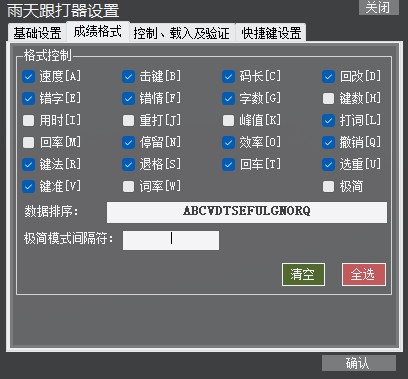 雨天跟打器设置 关闭
基础设置 成绩格式 控制、载入及验证 快捷键设置
格式控制
速度[A] 击键[B] 码长[C] 回改[D]
错字[E] 错情[F] 字数[G] 键数[H]
用时[I] 重打[J] 峰值[K] 打词[L]
回率[M] 停留[N] 效率[O] 撤销[Q]
键法[R] 退格[S] 回车[T] 选重[U]
键准[V] 词率[W] 极简
数据排序： ABCVDTSEFULGNORQ
极简模式间隔符：
清空 全选
确认